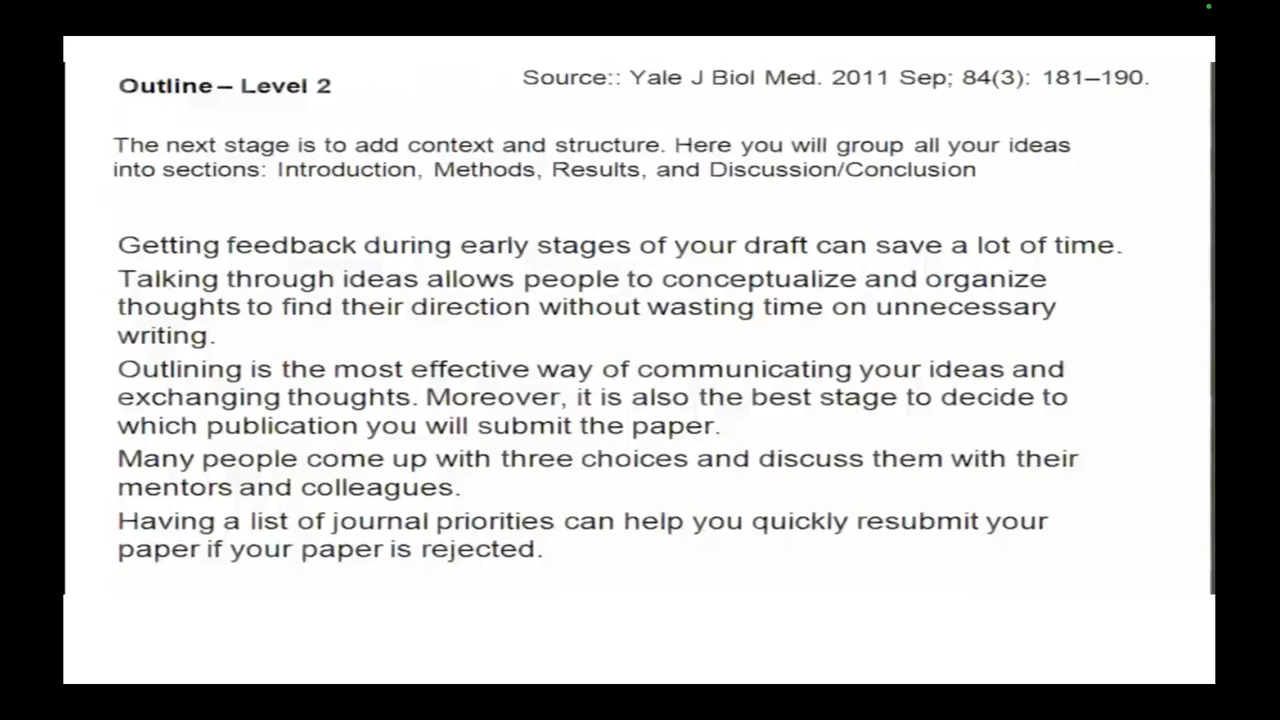 Outline – Level 2
Source:: Yale J Biol Med. 2011 Sep; 84(3): 181–190.
The next stage is to add context and structure. Here you will group all your ideas
into sections: Introduction, Methods, Results, and Discussion/Conclusion
Getting feedback during early stages of your draft can save a lot of time.
Talking through ideas allows people to conceptualize and organize
thoughts to find their direction without wasting time on unnecessary
writing.
Outlining is the most effective way of communicating your ideas and
exchanging thoughts. Moreover, it is also the best stage to decide to
which publication you will submit the paper.
Many people come up with three choices and discuss them with their
mentors and colleagues.
Having a list of journal priorities can help you quickly resubmit your
paper if your paper is rejected.